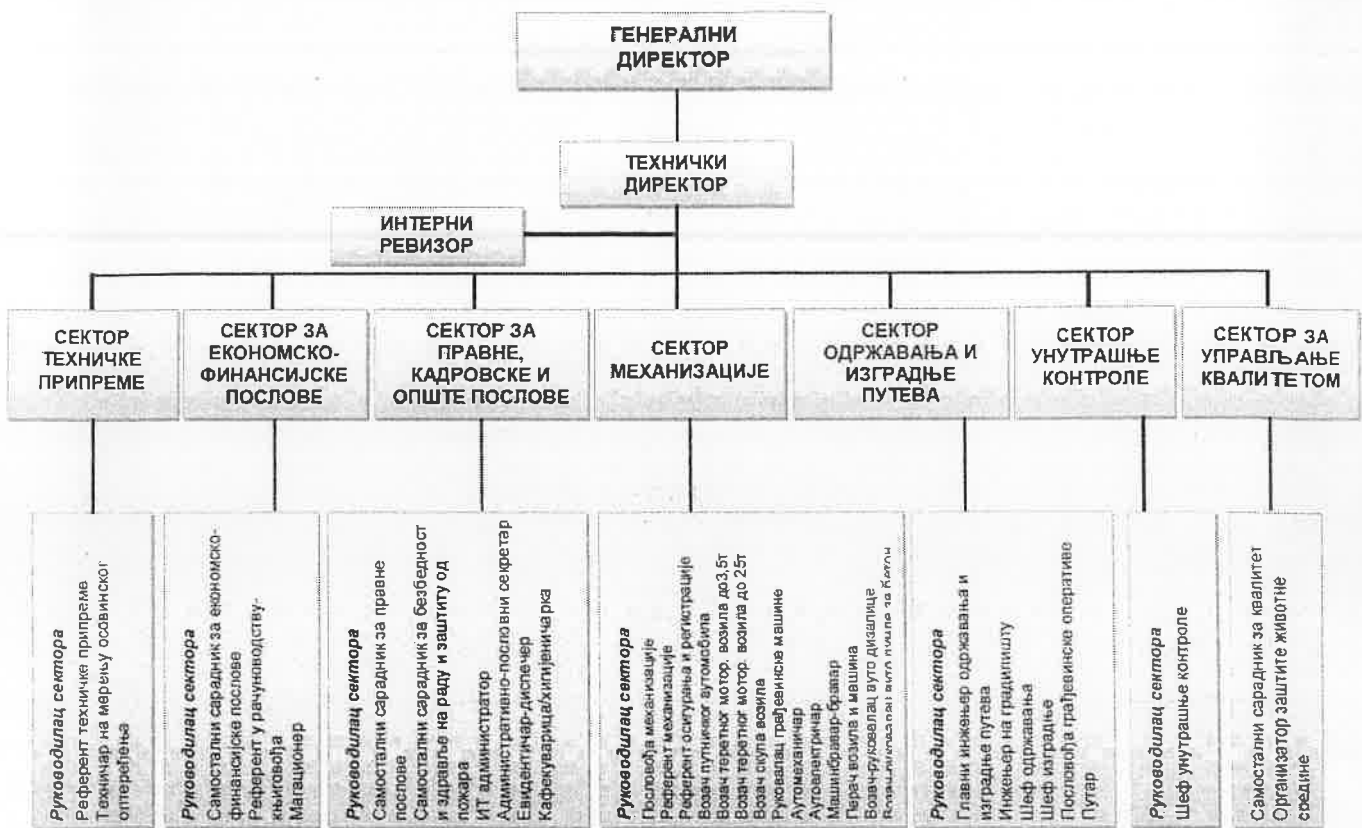 ГЕНЕРАЛНИ
ДИРЕКТОР
ТЕХНИЧКИ
ДИРЕКТОР
ИНТЕРНИ
РЕВИЗОР
СЕКТОР
ТЕХНИЧКЕ
ПРИПРЕМЕ
СЕКТОР ЗА
ЕКОНОМСКО-
ФИНАНСИЈСКЕ
ПОСЛОВЕ
СЕКТОР ЗА
ПРАВНЕ,
КАДРОВСКЕ И
ОПШТЕ ПОСЛОВЕ
СЕКТОР
МЕХАНИЗАЦИЈЕ
СЕКТОР
ОДРЖАВАЊА И
ИЗГРАДЊЕ
ПУТЕВА
СЕКТОР
УНУТРАШЊЕ
КОНТРОЛЕ
СЕКТОР ЗА
УПРАВЉАЊЕ
КВАЛИТЕТОМ
Руководилац сектора
Референт техничке припреме
Техничар на мерењу осовинског
оптерећења
Руководилац сектора
Самостални сарадник за економско-
финансијске послове
Референт у рачуноводству-
књиговођа
Магационер
Руководилац сектора
Самостални сарадник за правне
послове
Самостални сарадник за безбедност
и здравље на раду и заштиту од
пожара
ИТ администратор
Административно-пословни секретар
Евидентичар-диспечер
Кафекуварица/хигијеничарка
Руководилац сектора
Пословођа механизације
Референт механизације
Референт осигурања и регистрације
Возач путничког аутомобила
Возач теретног мотор. возила до3,5т
Возач теретног мотор. возила до 25т
Возач скупа возила
Руковалац грађевинске машине
Аутомеханичар
Аутоелектричар
Машинбравар-бравар
Перач возила и машина
Возач-руковалац ауто дизалице
Возач-руковалац ауто пумпе за бетон
Руководилац сектора
Главни инжењер одржавања и
изградње путева
Инжењер на градилишту
Шеф одржавања
Шеф изградње
Пословођа грађевинске оперативе
Путар
Руководилац сектора
Шеф унутрашње контроле
Самостални сарадник за квалитет
Организатор заштите животне
средине